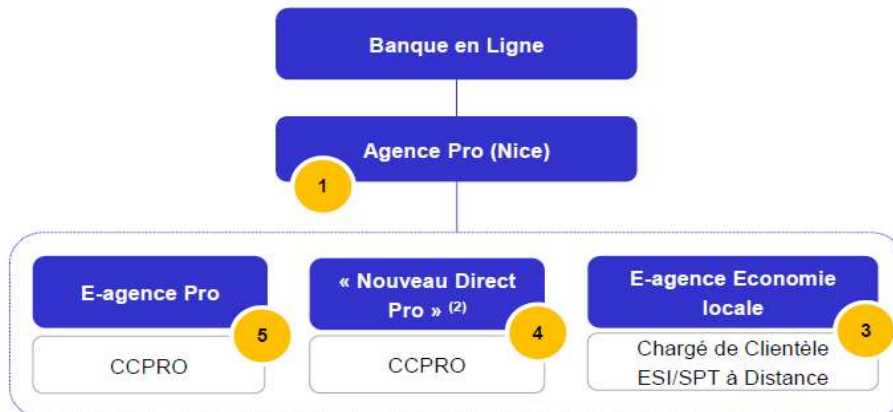 Banque en Ligne
Agence Pro (Nice)
1
E-agence Pro
5
CCPRO
« Nouveau Direct
Pro » (2)
4
CCPRO
E-agence Economie
locale
3
Chargé de Clientèle
ESI/SPT à Distance